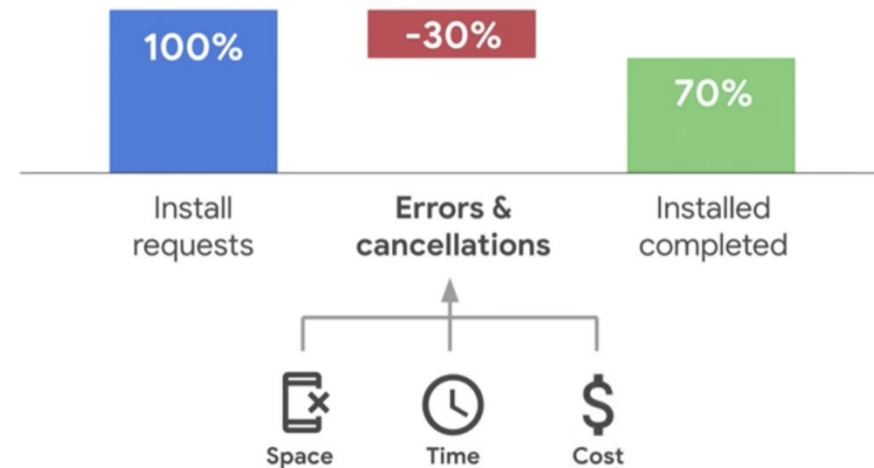 100%
-30%
70%
Install
requests
Errors &
cancellations
Installed
completed
Space
Time
Cost